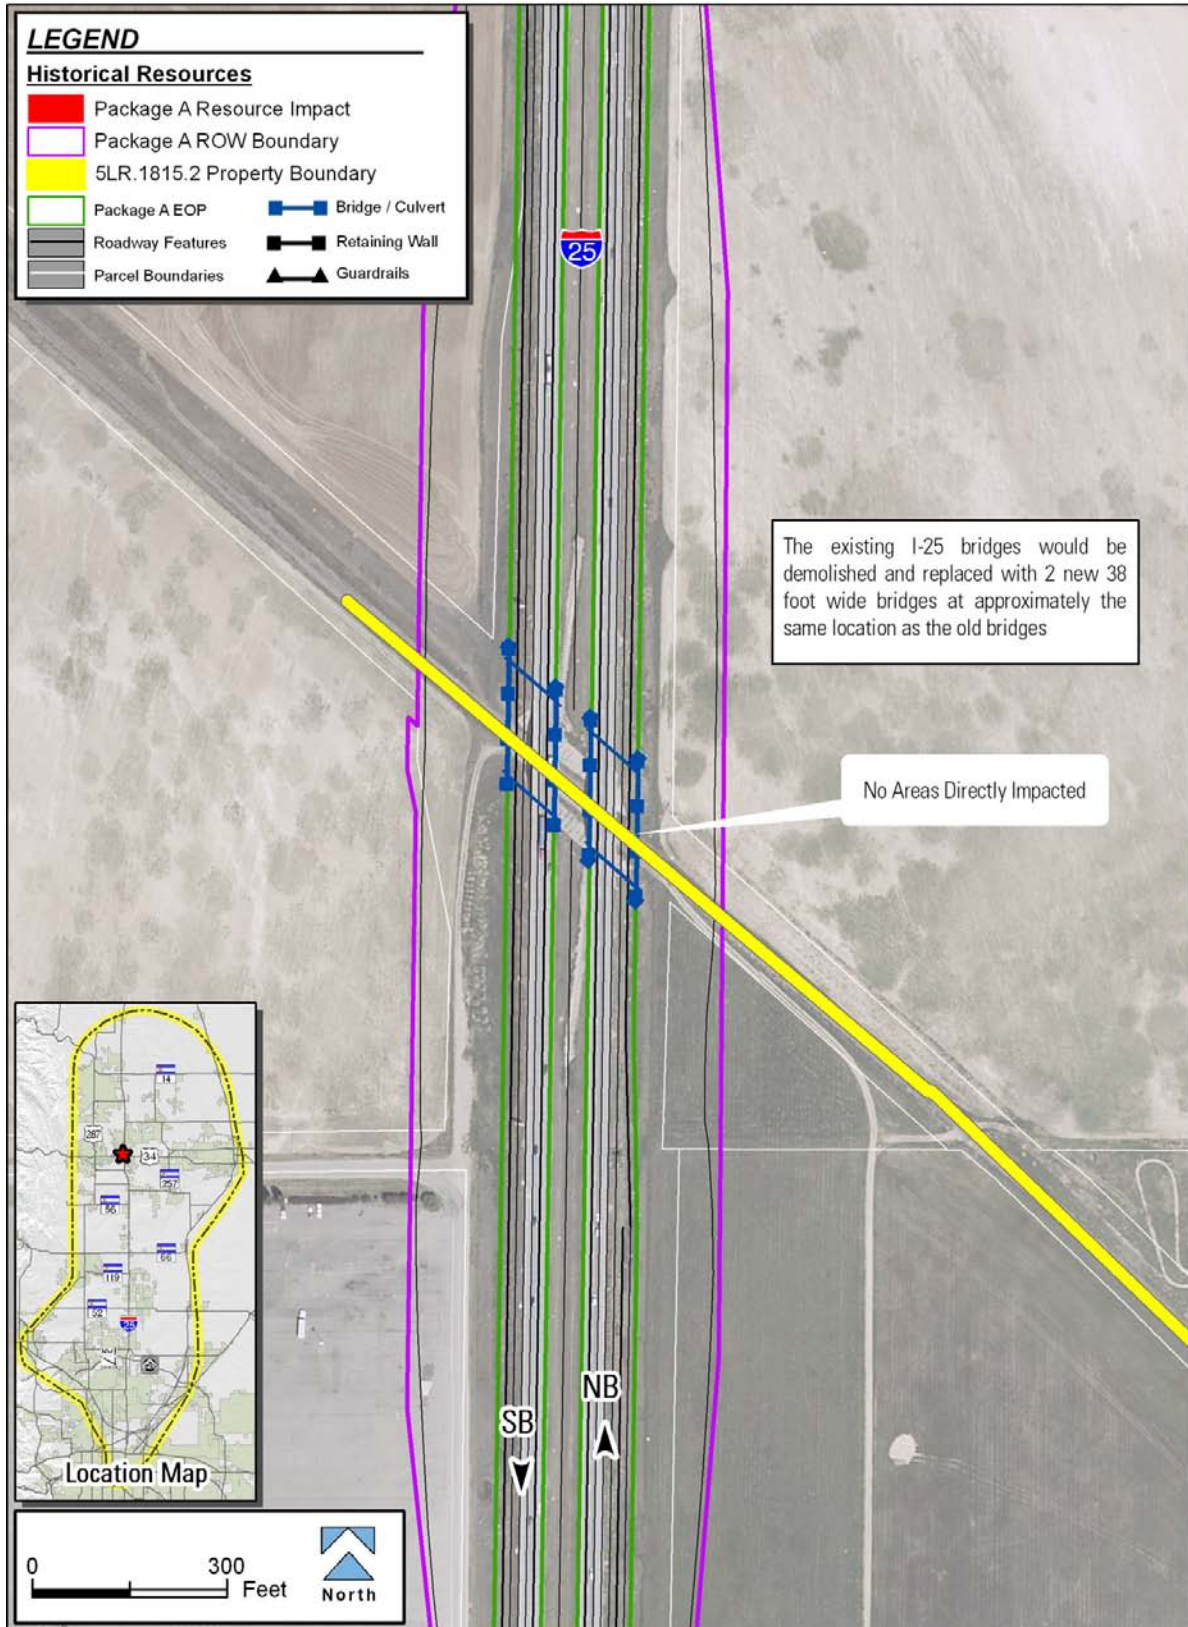 LEGEND
Historical Resources
Package A Resource Impact
Package A ROW Boundary
5LR.1815.2 Property Boundary
Package A EOP
Bridge / Culvert
Roadway Features
Retaining Wall
Parcel Boundaries
Guardrails
25
The existing I-25 bridges would be
demolished and replaced with 2 new 38
foot wide bridges at approximately the
same location as the old bridges
No Areas Directly Impacted
14
287
34
257
56
66
119
52
25
Location Map
SB
NB
0
300
Feet
North